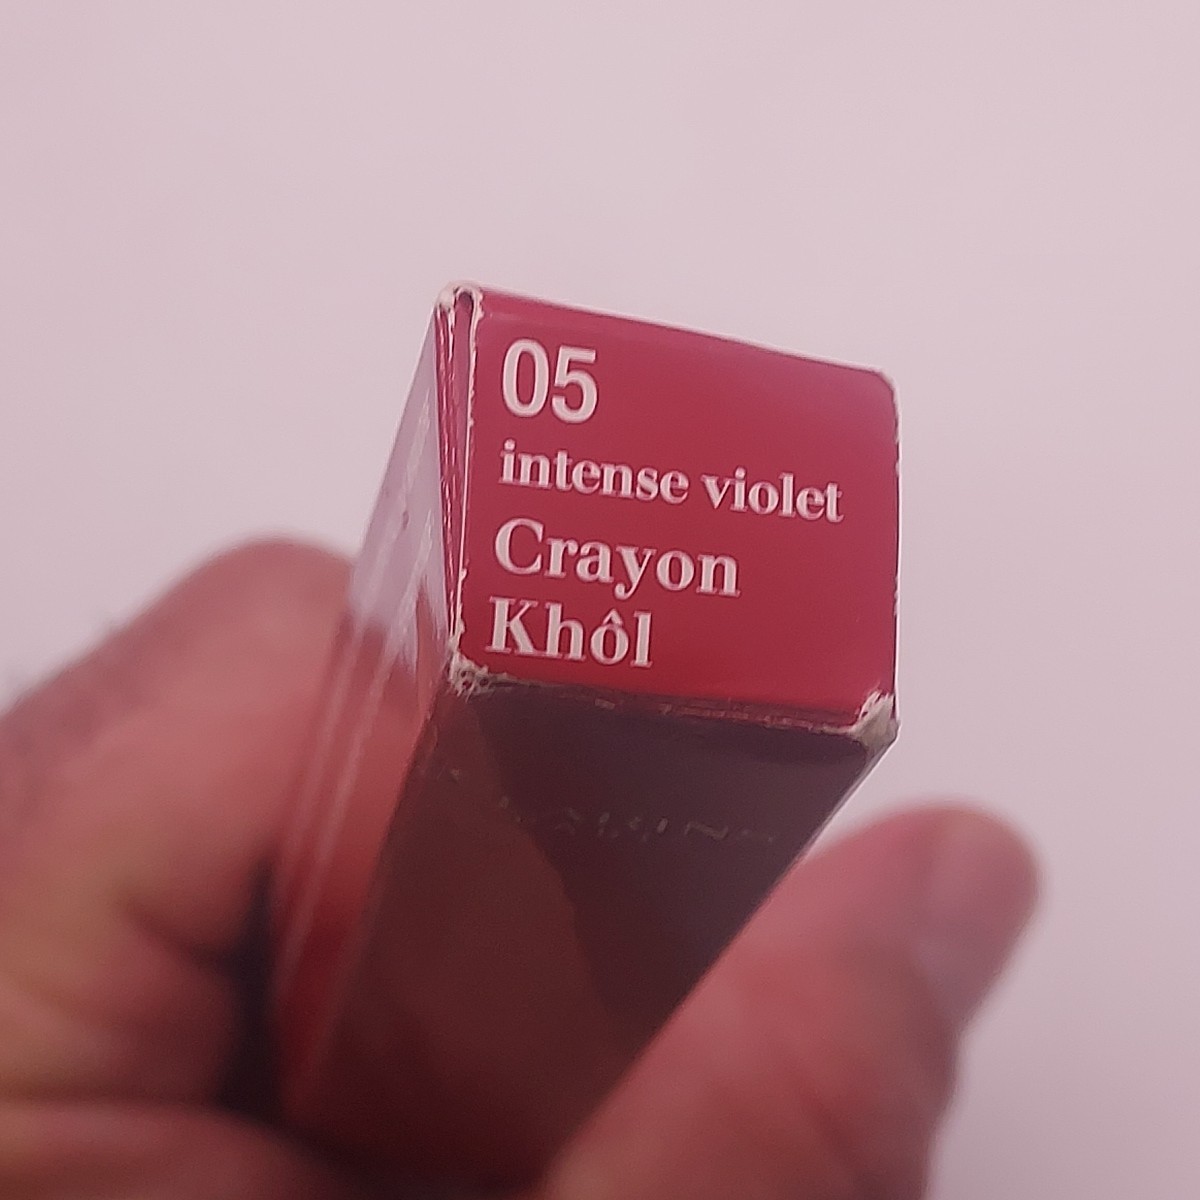 05
intense violet
Crayon
Khôl